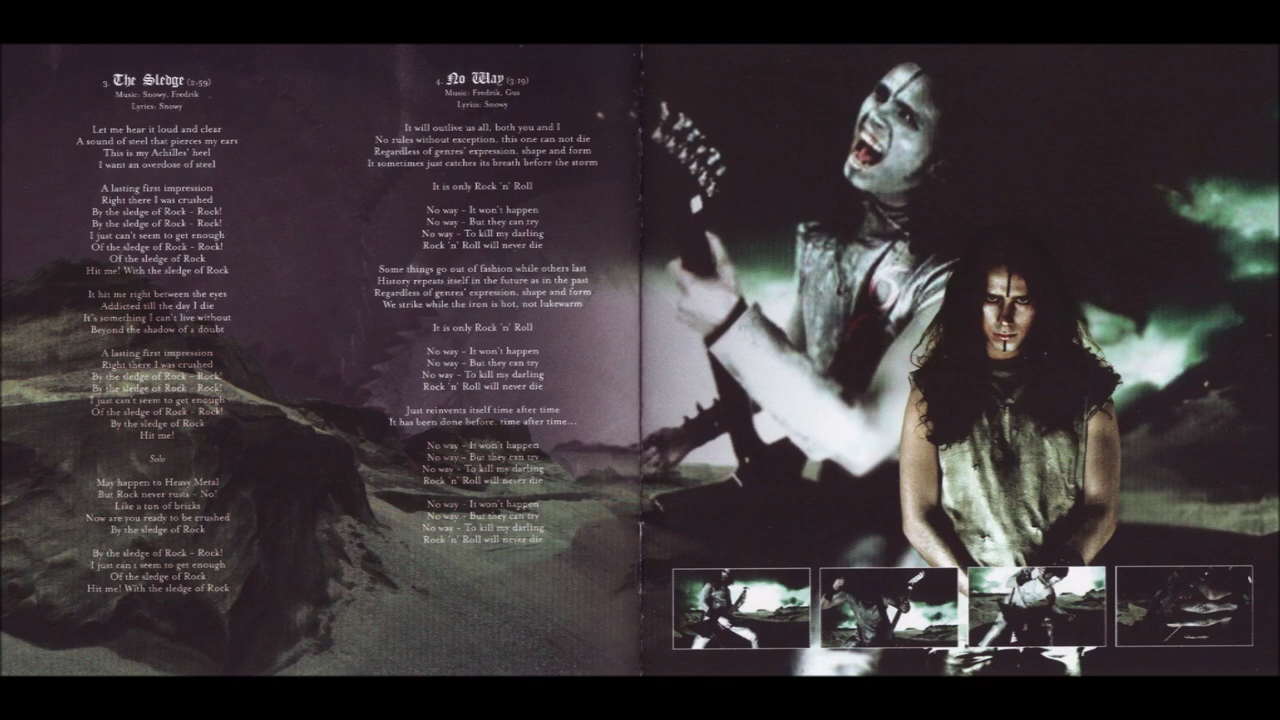 3. The Sledge (2:59)
Music: Snowy, Fredrik
Lyrics: Snowy
Let me hear it loud and clear
A sound of steel that pierces my ears
This is my Achilles' heel
I want an overdose of steel
A lasting first impression
Right there I was crushed
By the sledge of Rock - Rock!
By the sledge of Rock - Rock!
I just can't seem to get enough
Of the sledge of Rock - Rock!
Of the sledge of Rock
Hit me! With the sledge of Rock
It hit me right between the eyes
Addicted till the day I die
It's something I can't live without
Beyond the shadow of a doubt
A lasting first impression
Right there I was crushed
By the sledge of Rock - Rock!
By the sledge of Rock - Rock!
I just can't seem to get enough
Of the sledge of Rock - Rock!
By the sledge of Rock
Hit me!
Solo
May happen to Heavy Metal
But Rock never rusts - No!
Like a ton of bricks
Now are you ready to be crushed
By the sledge of Rock
By the sledge of Rock - Rock!
I just can't seem to get enough
Of the sledge of Rock
Hit me! With the sledge of Rock
4. No Way (3.19)
Music: Fredrik, Gus
Lyrics: Snowy
It will outlive us all, both you and I
No rules without exception, this one can not die
Regardless of genres' expression, shape and form
It sometimes just catches its breath before the storm
It is only Rock 'n' Roll
No way - It won't happen
No way - But they can try
No way - To kill my darling
Rock 'n' Roll will never die
Some things go out of fashion while others last
History repeats itself in the future as in the past
Regardless of genres' expression, shape and form
We strike while the iron is hot, not lukewarm
It is only Rock 'n' Roll
No way - It won't happen
No way - But they can try
No way - To kill my darling
Rock 'n' Roll will never die
Just reinvents itself time after time
It has been done before, time after time...
No way - It won't happen
No way - But they can try
No way - To kill my darling
Rock 'n' Roll will never die
No way - It won't happen
No way - But they can try
No way - To kill my darling
Rock 'n' Roll will never die